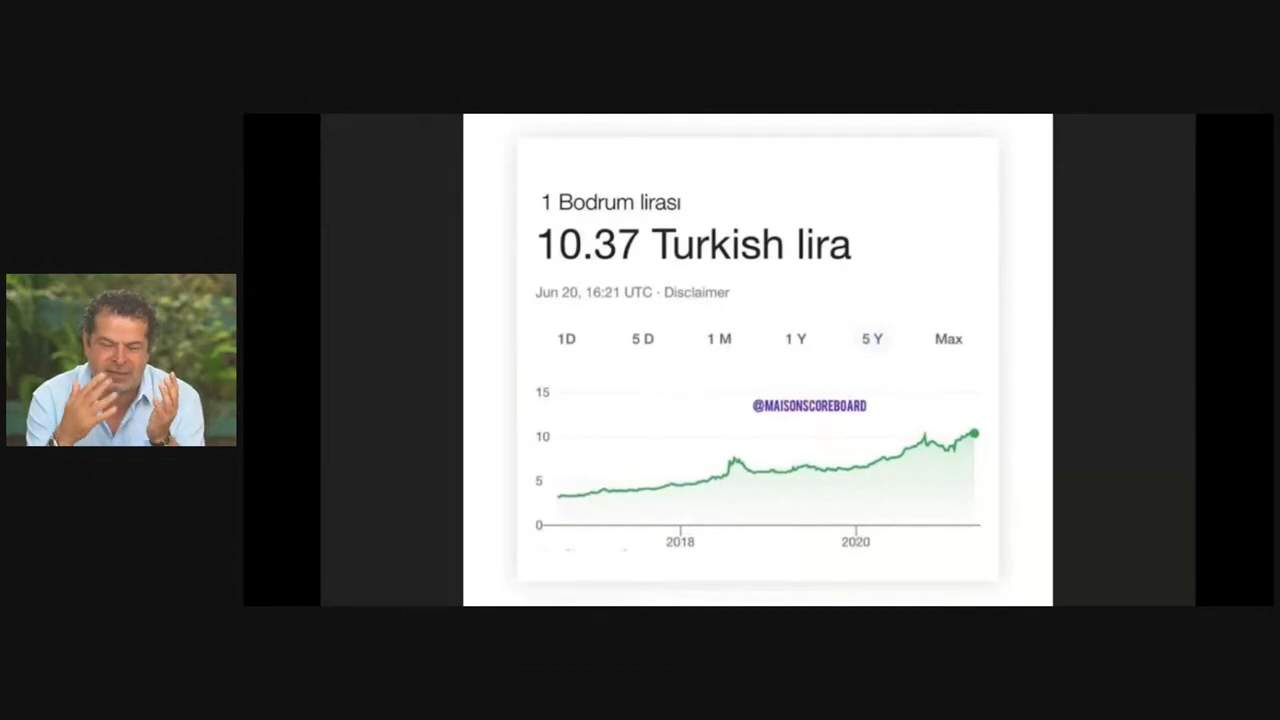 1 Bodrum lirası
10.37 Turkish lira
Jun 20, 16:21 UTC · Disclaimer
1D 5 D 1 M 1 Y 5 Y Max
15
@MAISONSCOREBOARD
10
5
0
2018 2020